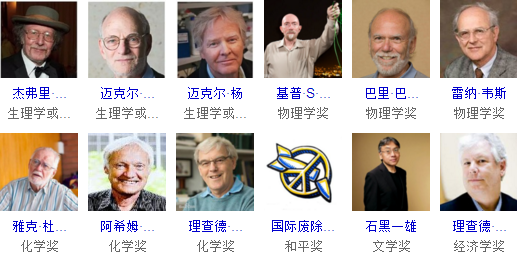 杰弗里·...
迈克尔·...
迈克尔·杨
基普·S·...
巴里·巴...
雷纳·韦斯
生理学或...
生理学或...
生理学或...
物理学奖
物理学奖
物理学奖
雅克·杜...
阿希姆·...
理查德·...
国际废除...
石黑一雄
理查德·...
化学奖
化学奖
化学奖
和平奖
文学奖
经济学奖